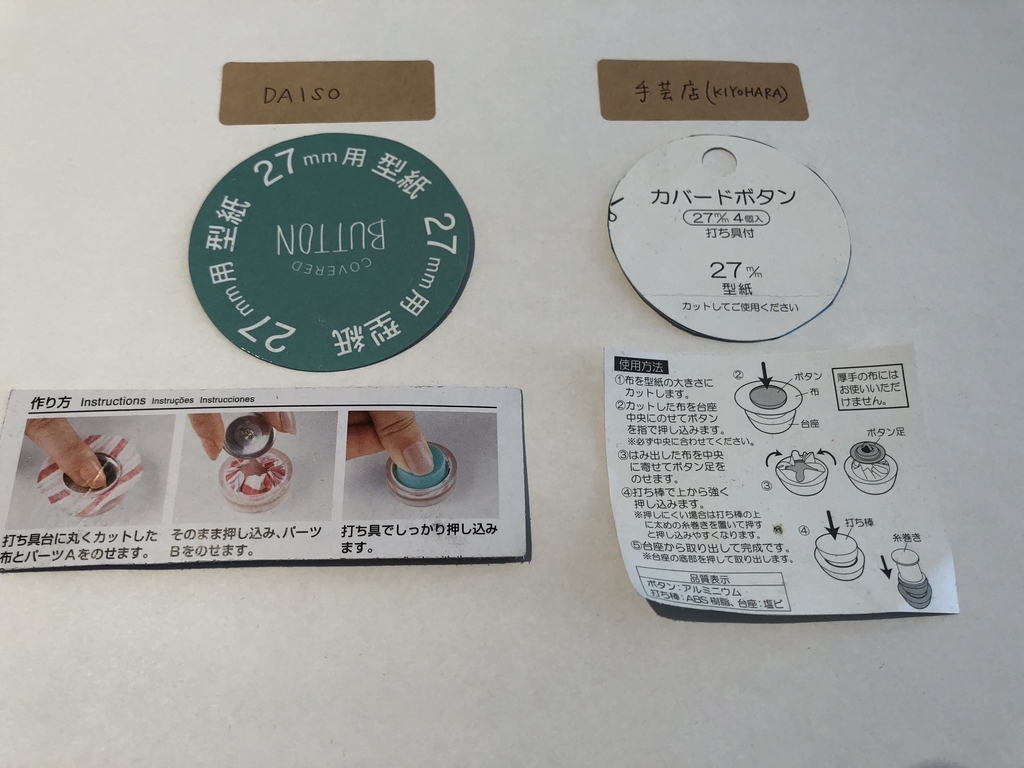 DAISO
手芸店(KIYOHARA)
27mm用 型紙
27mm用 型紙
27mm用 型紙
COVERED
BUTTON
カバードボタン
27m/m 4個入
打ち具付
27m/m
型紙
カットしてご使用ください
作り方 Instructions Instruções Instrucciones
打ち具台に丸くカットした
布とパーツAをのせます。
そのまま押し込み、パーツ
Bをのせます。
打ち具でしっかり押し込み
ます。
使用方法
①布を型紙の大きさに
カットします。
②カットした布を台座
中央にのせてボタン
を指で押し込みます。
※必ず中央に合わせてください。
③はみ出した布を中央
に寄せてボタン足を
のせます。
④打ち棒で上から強く
押し込みます。
※押しにくい場合は打ち棒の上
に太めの糸巻きを置いて押す
と押し込みやすくなります。
⑤台座から取り出して完成です。
※台座の底部を押して取り出します。
品質表示
ボタン:アルミニウム
打ち棒:ABS樹脂、台座:塩ビ
②
ボタン
布
台座
厚手の布には
お使いいただ
けません。
③
ボタン足
④
打ち棒
糸巻き